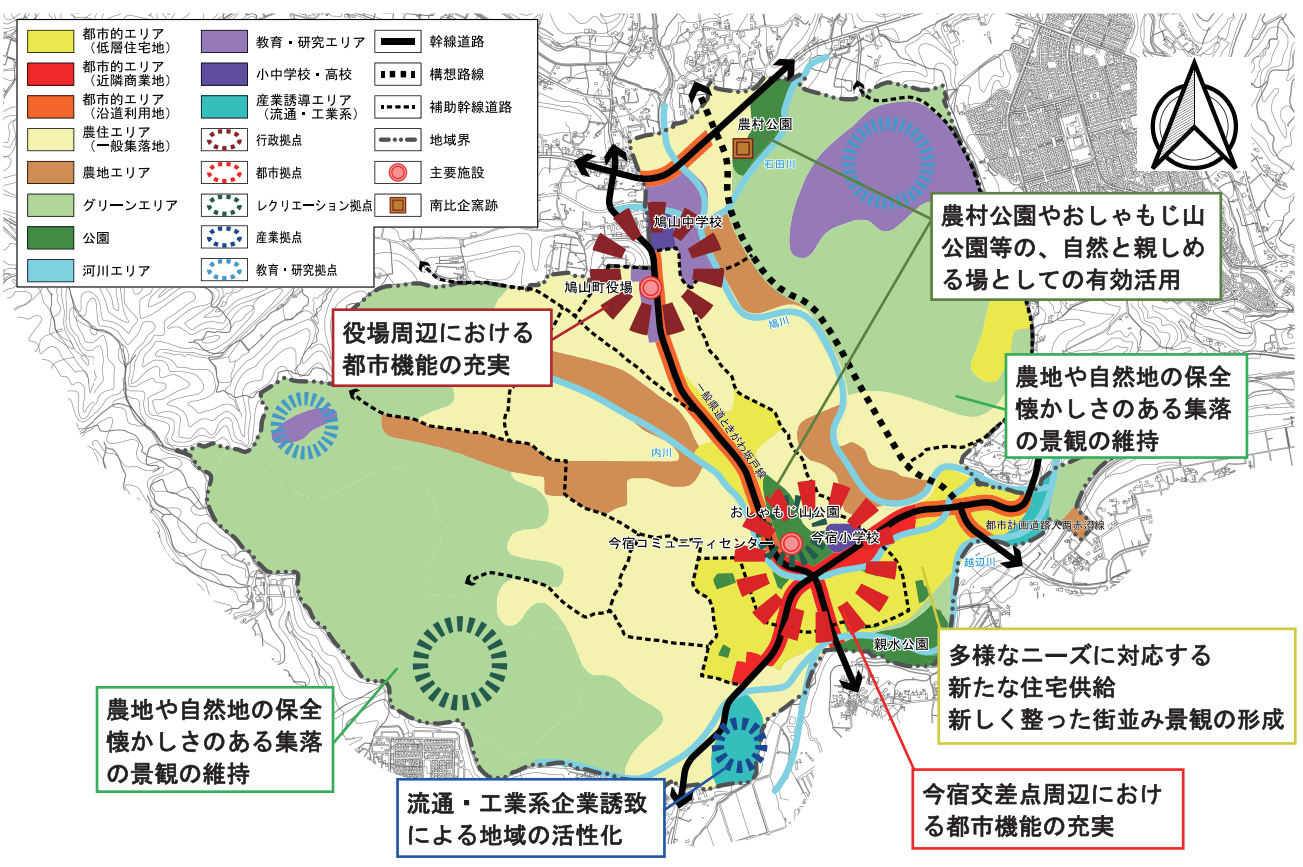 都市的エリア
（低層住宅地）
都市的エリア
（近隣商業地）
都市的エリア
（沿道利用地）
農住エリア
（一般集落地）
農地エリア
グリーンエリア
公園
河川エリア
教育・研究エリア
小中学校・高校
産業誘導エリア
（流通・工業系）
行政拠点
都市拠点
レクリエーション拠点
産業拠点
教育・研究拠点
幹線道路
構想路線
補助幹線道路
地域界
主要施設
南比企窯跡
農村公園
石田川
鳩山中学校
鳩山町役場
鳩川
農村公園やおしゃもじ山
公園等の、自然と親しめ
る場としての有効活用
役場周辺における
都市機能の充実
農地や自然地の保全
懐かしさのある集落
の景観の維持
一般県道ときがわ坂戸線
内川
おしゃもじ山公園
今宿コミュニティセンター
今宿小学校
都市計画道路入西赤沼線
越辺川
親水公園
多様なニーズに対応する
新たな住宅供給
新しく整った街並み景観の形成
農地や自然地の保全
懐かしさのある集落
の景観の維持
流通・工業系企業誘致
による地域の活性化
今宿交差点周辺におけ
る都市機能の充実